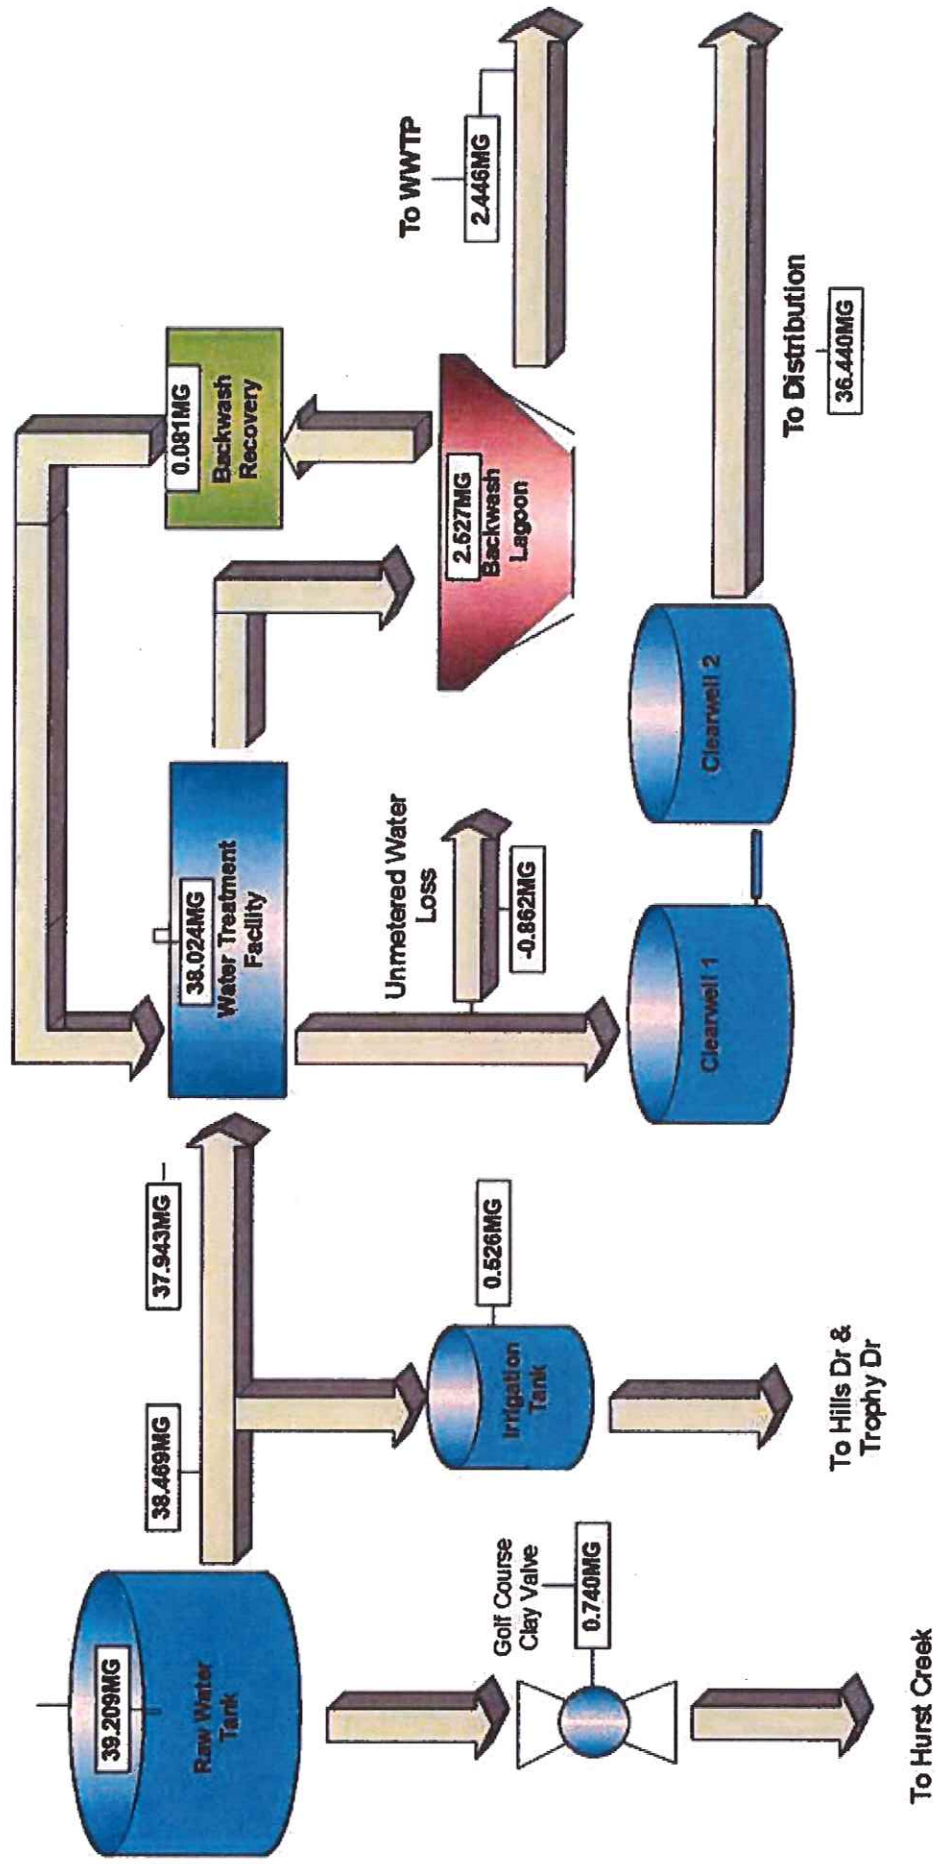 39.209MG
Raw Water
Tank
38.469MG
37.943MG
38.024MG
Water Treatment
Facility
0.081MG
Backwash
Recovery
To WWTP
2.446MG
2.527MG
Backwash
Lagoon
Unmetered Water
Loss
-0.862MG
0.526MG
Irrigation
Tank
Golf Course
Clay Valve
0.740MG
Clearwell 1
Clearwell 2
To Distribution
36.440MG
To Hills Dr &
Trophy Dr
To Hurst Creek